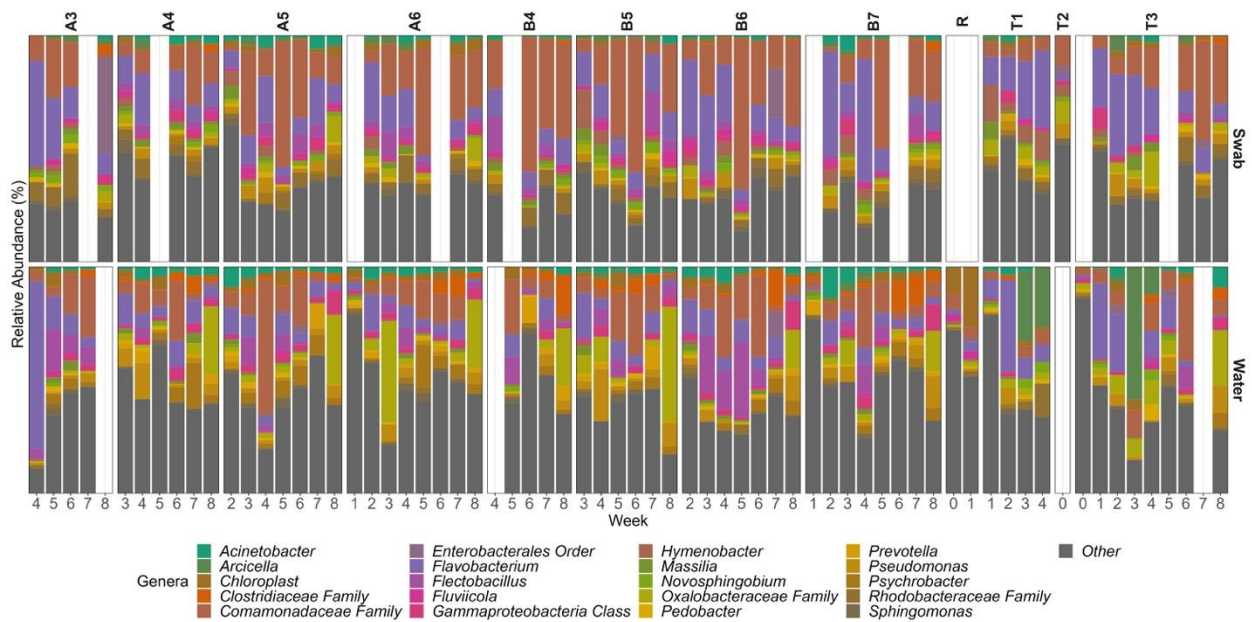 A3 A4 A5 A6 B4 B5 B6 B7 R T1 T2 T3
Swab
Water
Relative Abundance (%)
4 5 6 7 8 3 4 5 6 7 8 2 3 4 5 6 7 8 1 2 3 4 5 6 7 8 4 5 6 7 8 3 4 5 6 7 8 2 3 4 5 6 7 8 1 2 3 4 5 6 7 8 0 1 1 2 3 4 0 0 1 2 3 4 5 6 7 8
Week
Genera
Acinetobacter
Arcicella
Chloroplast
Clostridiaceae Family
Comamonadaceae Family
Enterobacterales Order
Flavobacterium
Flectobacillus
Fluviicola
Gammaproteobacteria Class
Hymenobacter
Massilia
Novosphingobium
Oxalobacteraceae Family
Pedobacter
Prevotella
Pseudomonas
Psychrobacter
Rhodobacteraceae Family
Sphingomonas
Other